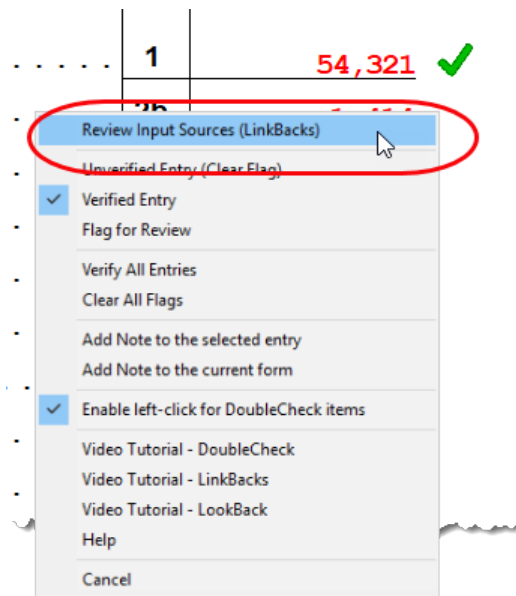 1 54,321
Review Input Sources (LinkBacks)
Unverified Entry (Clear Flag)
Verified Entry
Flag for Review
Verify All Entries
Clear All Flags
Add Note to the selected entry
Add Note to the current form
Enable left-click for DoubleCheck items
Video Tutorial - DoubleCheck
Video Tutorial - LinkBacks
Video Tutorial - LookBack
Help
Cancel